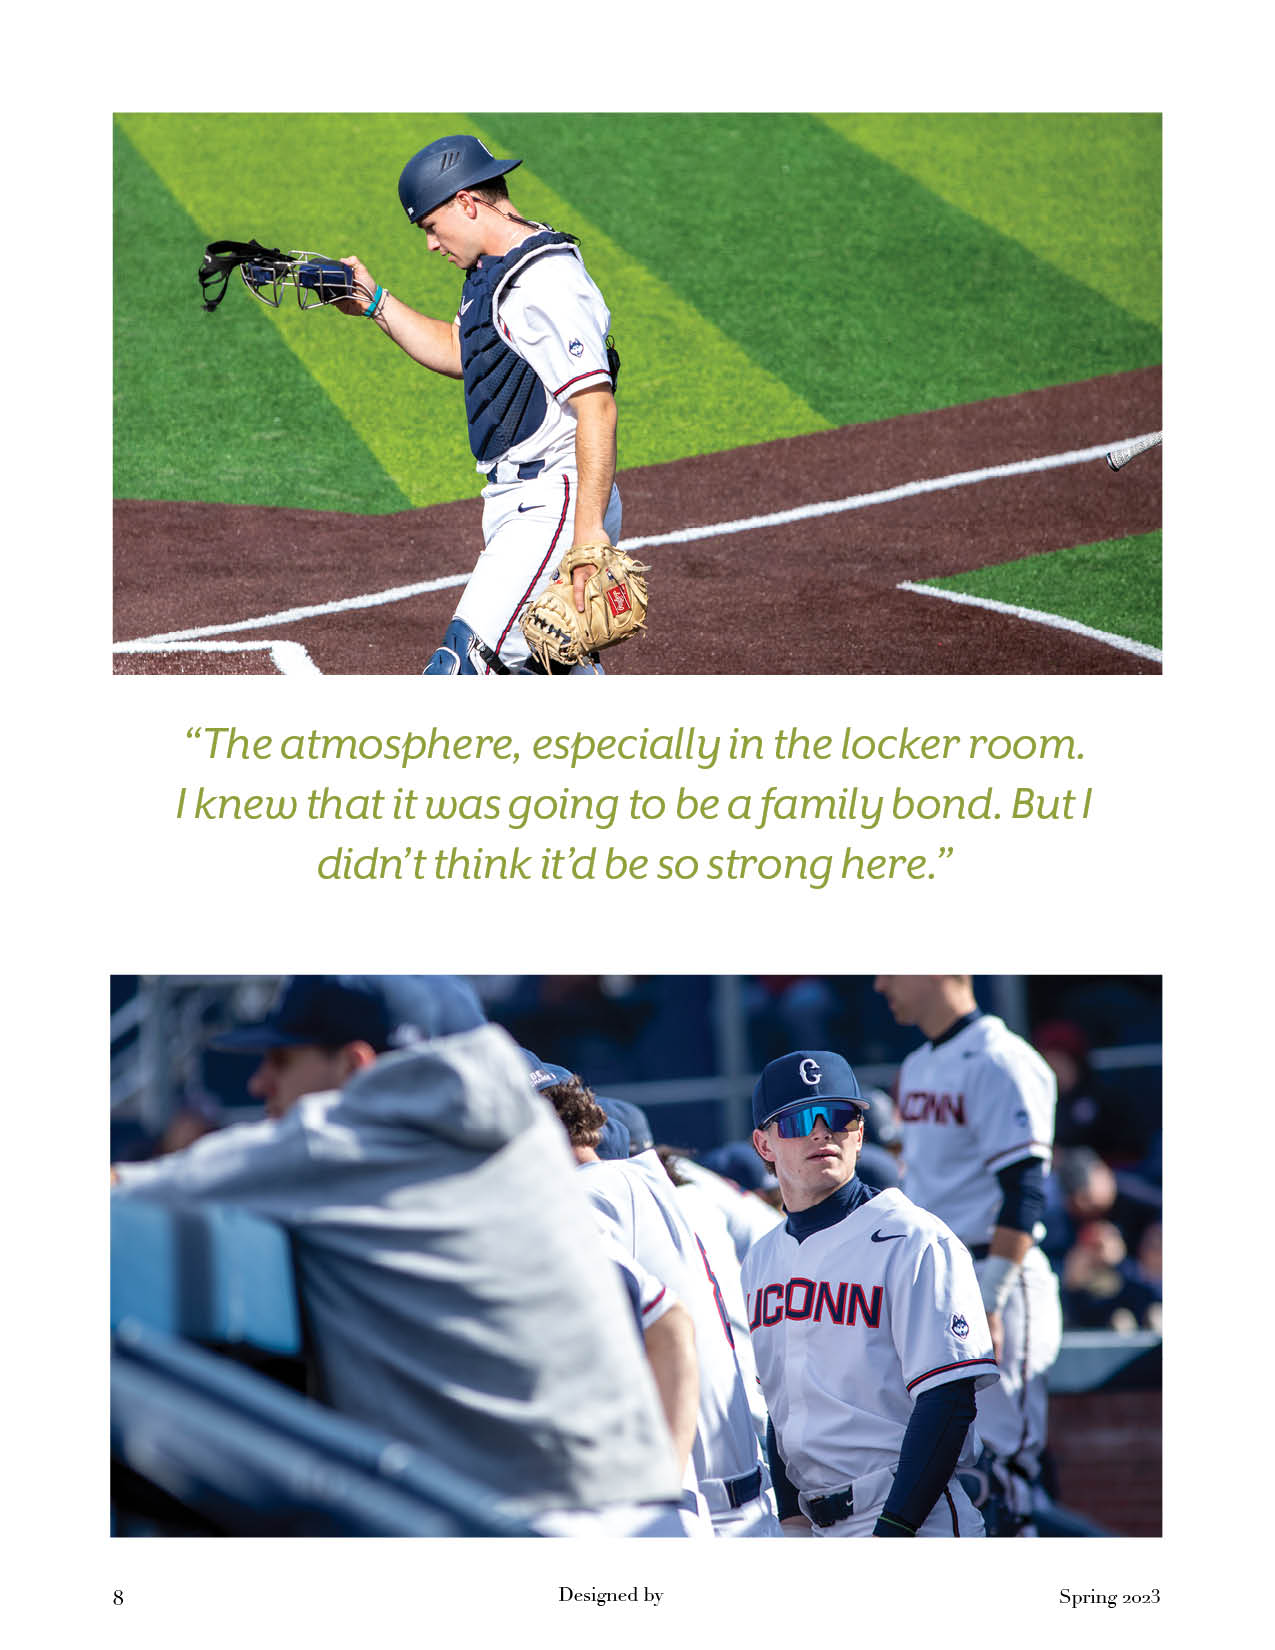 “The atmosphere, especially in the locker room.
I knew that it was going to be a family bond. But I
didn’t think it’d be so strong here.”
C
UCONN
UCONN
8
Designed by
Spring 2023